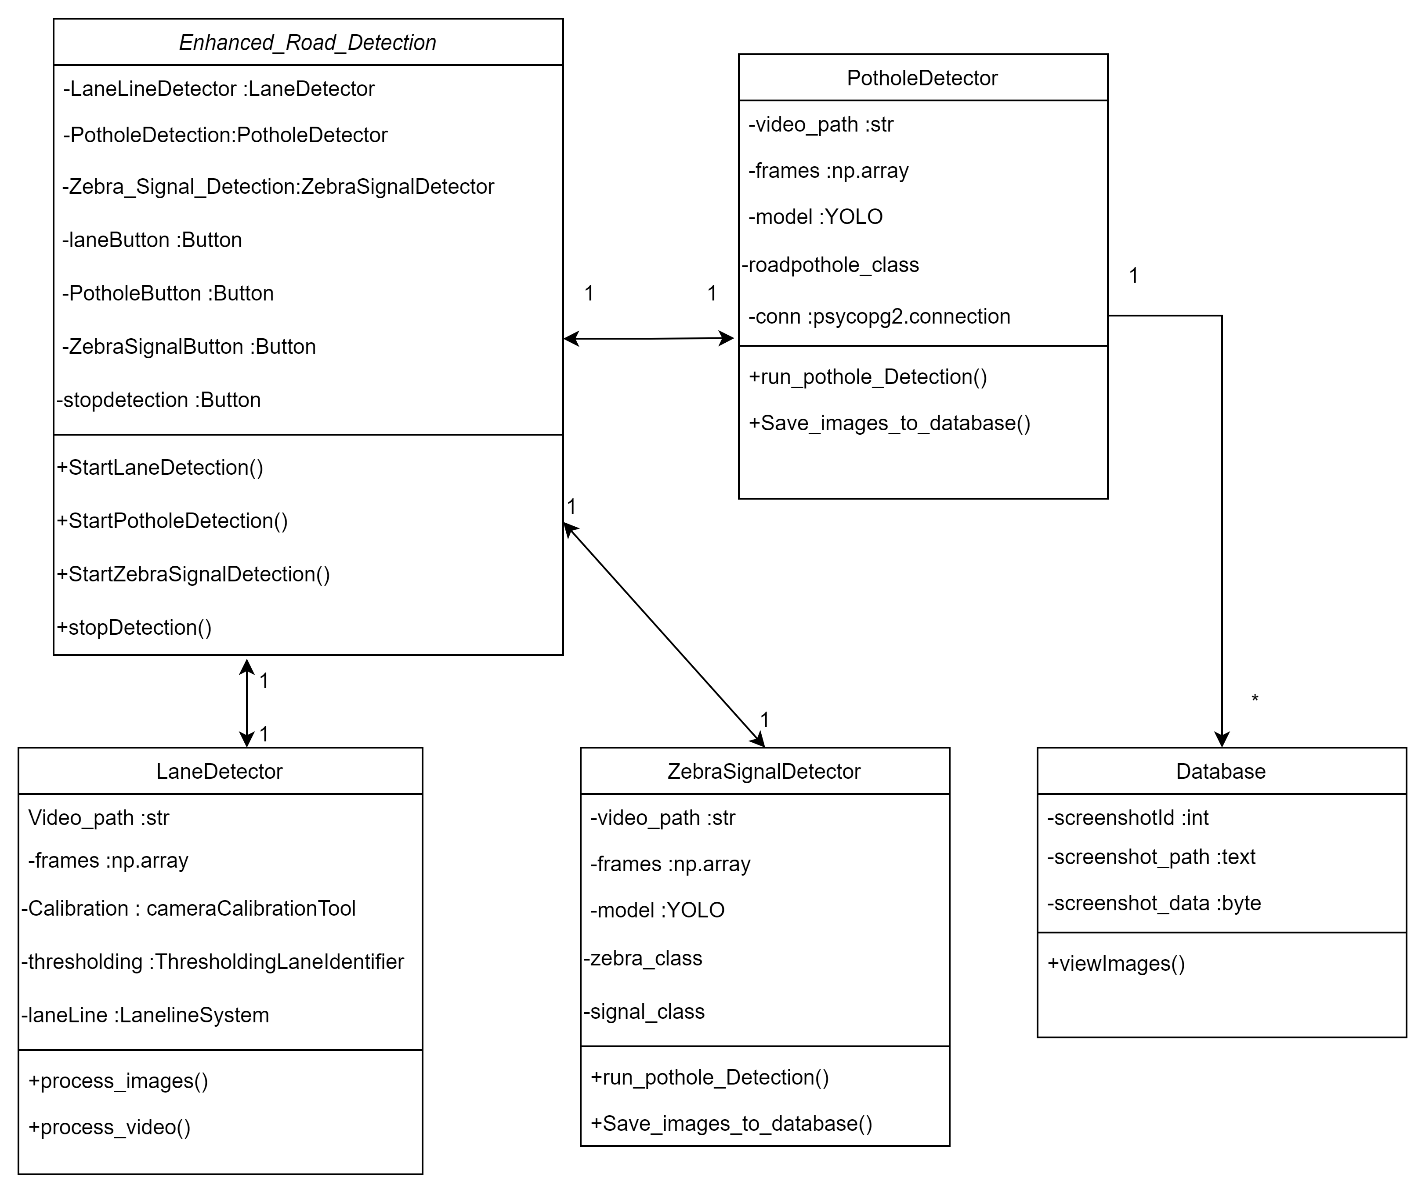 Enhanced_Road_Detection
-LaneLineDetector :LaneDetector
-PotholeDetection:PotholeDetector
-Zebra_Signal_Detection:ZebraSignalDetector
-laneButton :Button
-PotholeButton :Button
-ZebraSignalButton :Button
-stopdetection :Button
+StartLaneDetection()
+StartPotholeDetection()
+StartZebraSignalDetection()
+stopDetection()
1
1
PotholeDetector
-video_path :str
-frames :np.array
-model :YOLO
-roadpothole_class
-conn :psycopg2.connection
+run_pothole_Detection()
+Save_images_to_database()
1
*
1
1
1
1
LaneDetector
Video_path :str
-frames :np.array
-Calibration : cameraCalibrationTool
-thresholding :ThresholdingLaneIdentifier
-laneLine :LanelineSystem
+process_images()
+process_video()
ZebraSignalDetector
-video_path :str
-frames :np.array
-model :YOLO
-zebra_class
-signal_class
+run_pothole_Detection()
+Save_images_to_database()
Database
-screenshotId :int
-screenshot_path :text
-screenshot_data :byte
+viewImages()